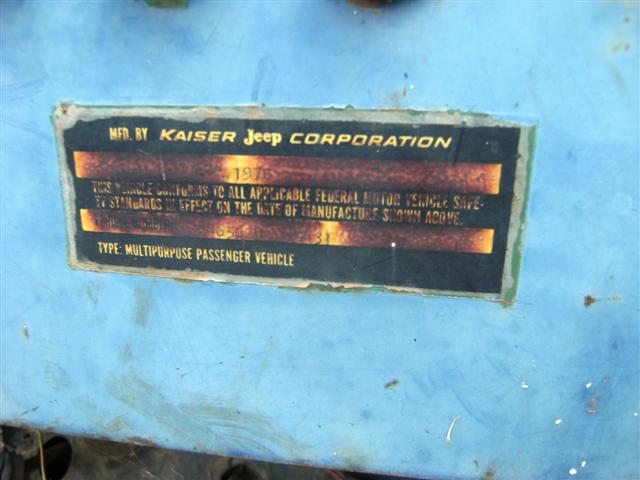 MFD. BY KAISER Jeep CORPORATION
THIS VEHICLE CONFORMS TO ALL APPLICABLE FEDERAL MOTOR VEHICLE SAFE-
TY STANDARDS IN EFFECT ON THE DATE OF MANUFACTURE SHOWN ABOVE.
TYPE: MULTIPURPOSE PASSENGER VEHICLE